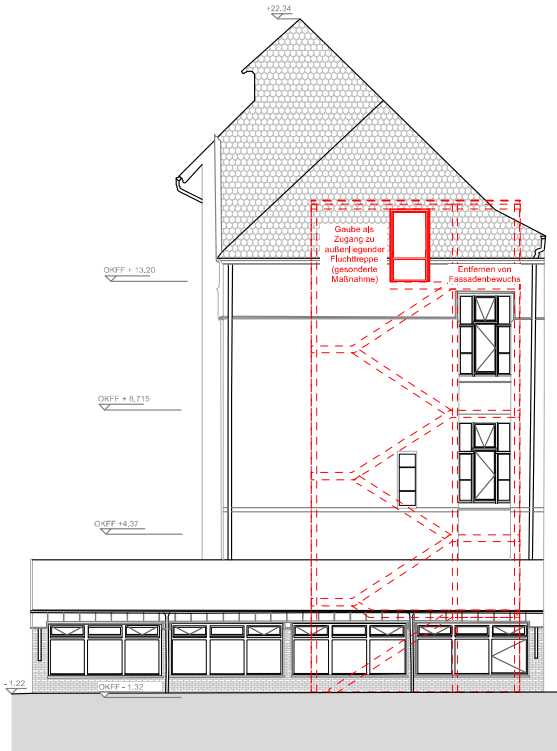 +22.34
Gaube als
Zugang zu
außenliegender
Fluchttreppe
(gesonderte
Maßnahme)
Entfernen von
Fassadenbewuchs
OKFF + 13,20
OKFF + 8,715
OKFF +4,37
- 1.22
OKFF - 1,32